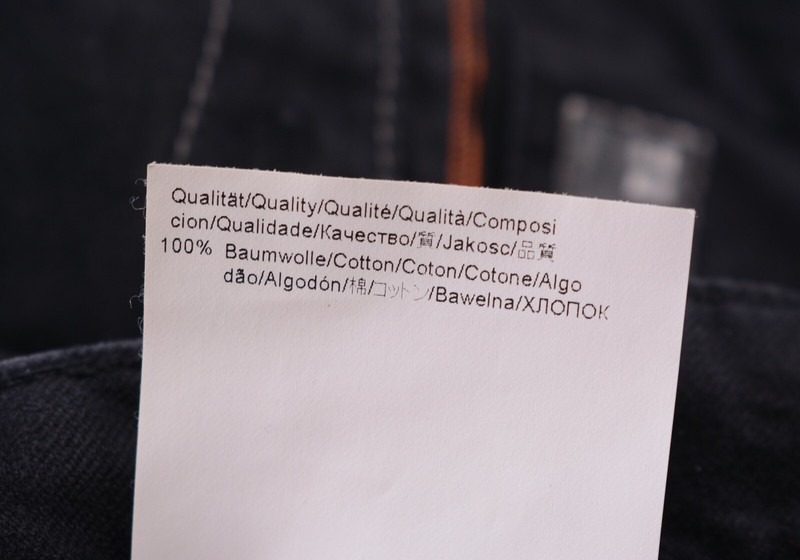 Qualität/Quality/Qualité/Qualità/Composi
cion/Qualidade/Качество/質/Jakosc/品質
100% Baumwolle/Cotton/Coton/Cotone/Algo
dão/Algodón/棉/コットン/Bawelna/ХЛОПОК